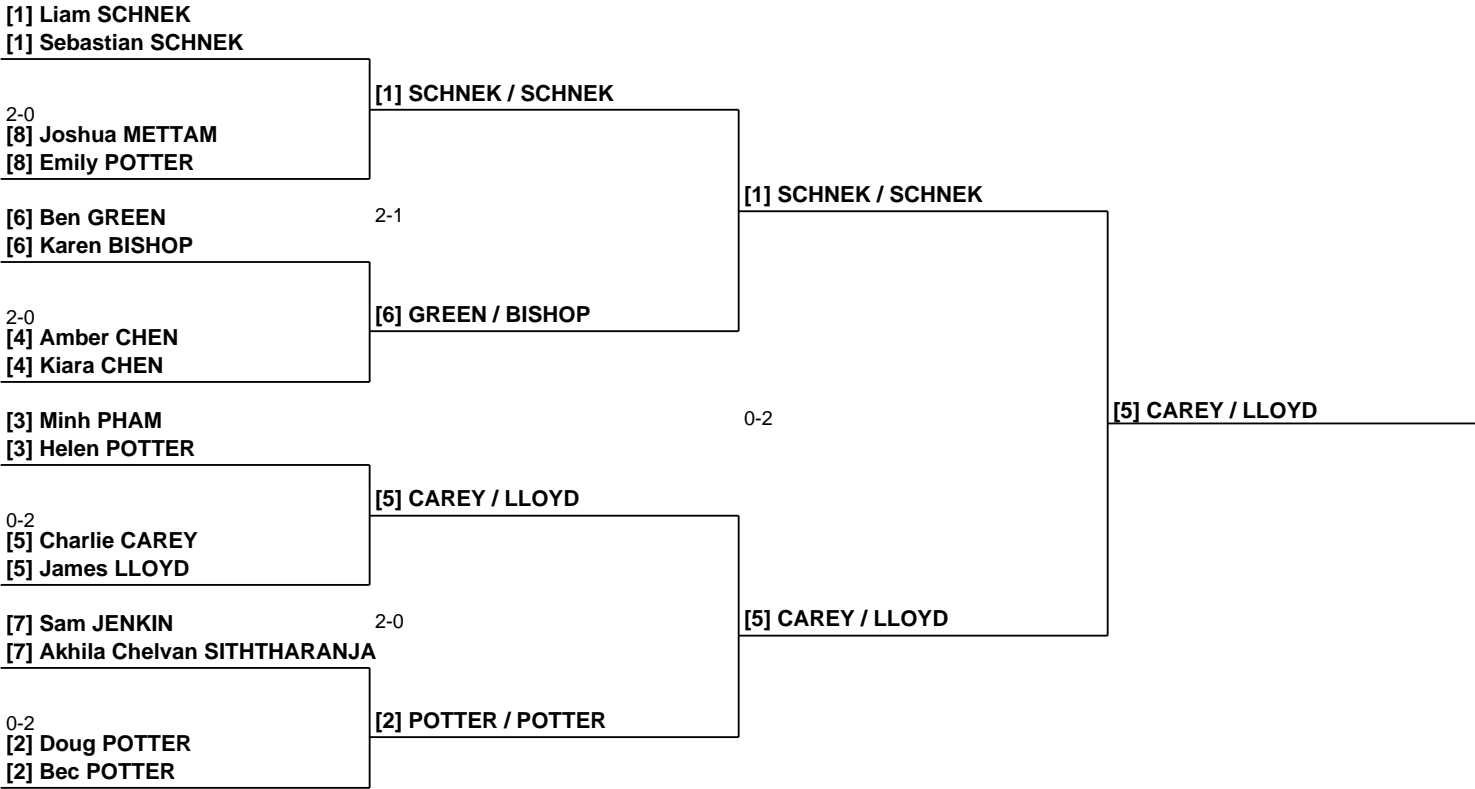 [1] Liam SCHNEK
[1] Sebastian SCHNEK
[1] SCHNEK / SCHNEK
2-0
[8] Joshua METTAM
[8] Emily POTTER
[1] SCHNEK / SCHNEK
[6] Ben GREEN
2-1
[6] Karen BISHOP
[6] GREEN / BISHOP
2-0
[4] Amber CHEN
[4] Kiara CHEN
[5] CAREY / LLOYD
[3] Minh PHAM
0-2
[3] Helen POTTER
[5] CAREY / LLOYD
0-2
[5] Charlie CAREY
[5] James LLOYD
[7] Sam JENKIN
2-0
[5] CAREY / LLOYD
[7] Akhila Chelvan SITHTHARANJA
[2] POTTER / POTTER
0-2
[2] Doug POTTER
[2] Bec POTTER